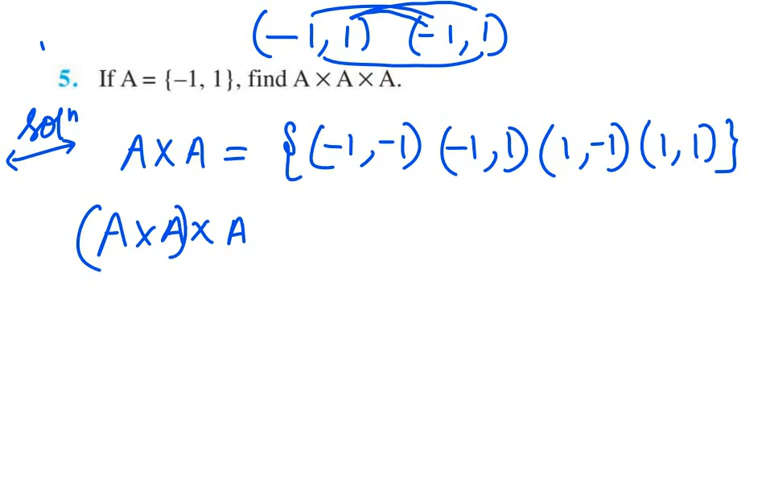 (-1, 1) (-1, 1)
5. If A = {–1, 1}, find A × A × A.
Solⁿ
A×A = {(-1,-1) (-1,1) (1,-1) (1,1)}
(A×A)×A